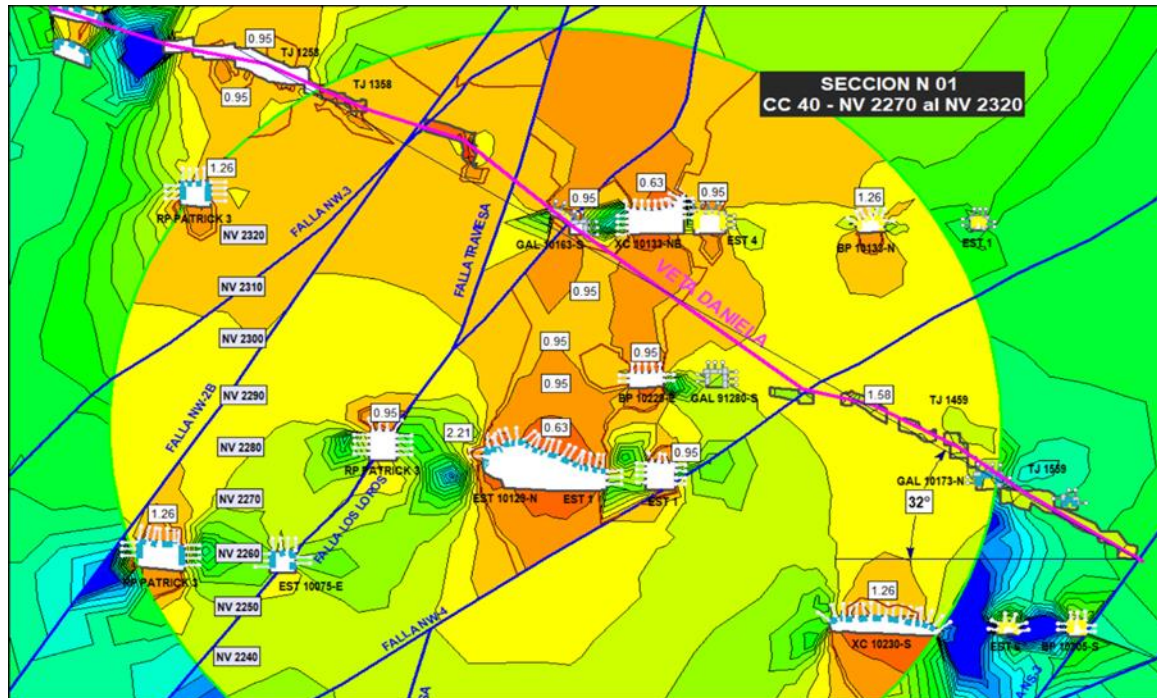 SECCION N 01
CC 40 - NV 2270 al NV 2320
0.95
TJ 1258
TJ 1358
0.95
1.26
RP PATRICK 3
FALLA NW-3
NV 2320
NV 2310
NV 2300
NV 2290
NV 2280
NV 2270
NV 2260
NV 2250
NV 2240
FALLA TRAVESA
FALLA NW-2B
0.95
0.63
0.95
GAL 10163-S
XC 10133-NE
EST 4
1.26
BP 10133-N
EST 1
0.95
VETA DANIELA
0.95
0.95
0.95
BP 10229-E
GAL 91280-S
1.58
TJ 1459
TJ 1559
GAL 10173-N
32°
0.95
RP PATRICK 3
2.21
0.63
EST 10129-N
EST 1
0.95
EST 1
FALLA LOS LOROS
1.26
RP PATRICK 3
EST 10075-E
FALLA NW-4
1.26
XC 10230-S
BP 10205-S